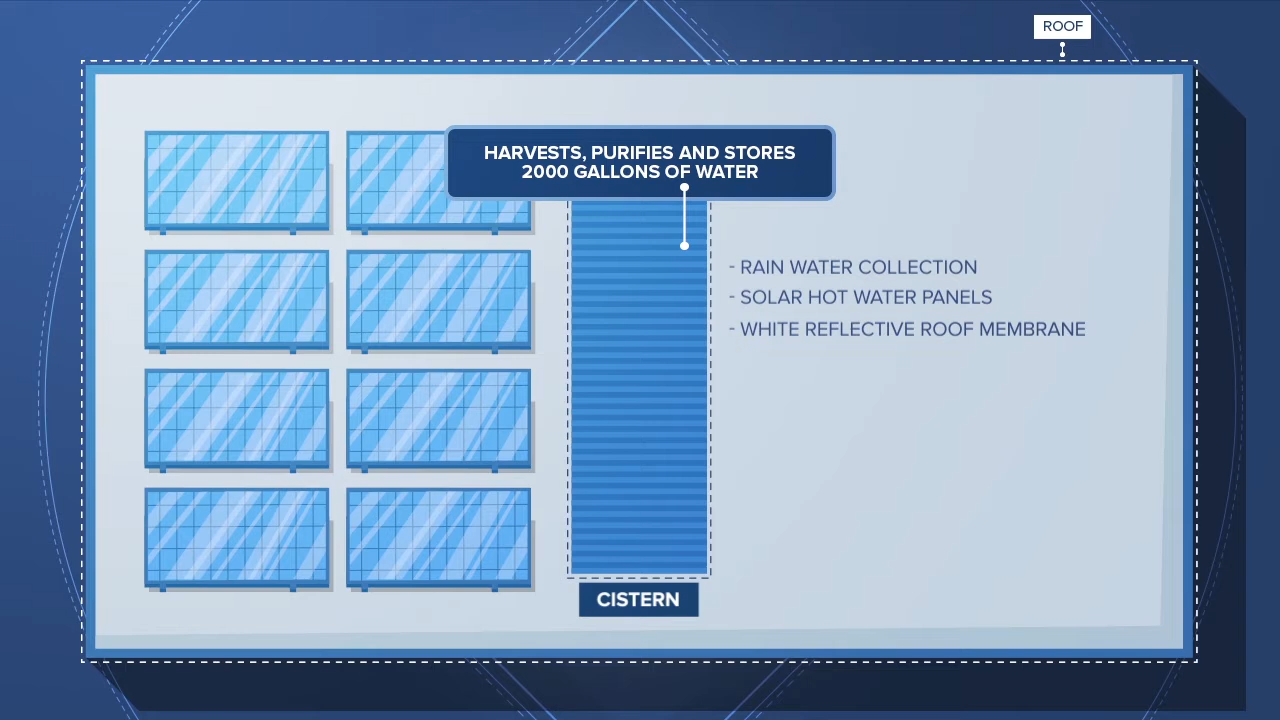 ROOF
HARVESTS, PURIFIES AND STORES
2000 GALLONS OF WATER
- RAIN WATER COLLECTION
- SOLAR HOT WATER PANELS
- WHITE REFLECTIVE ROOF MEMBRANE
CISTERN